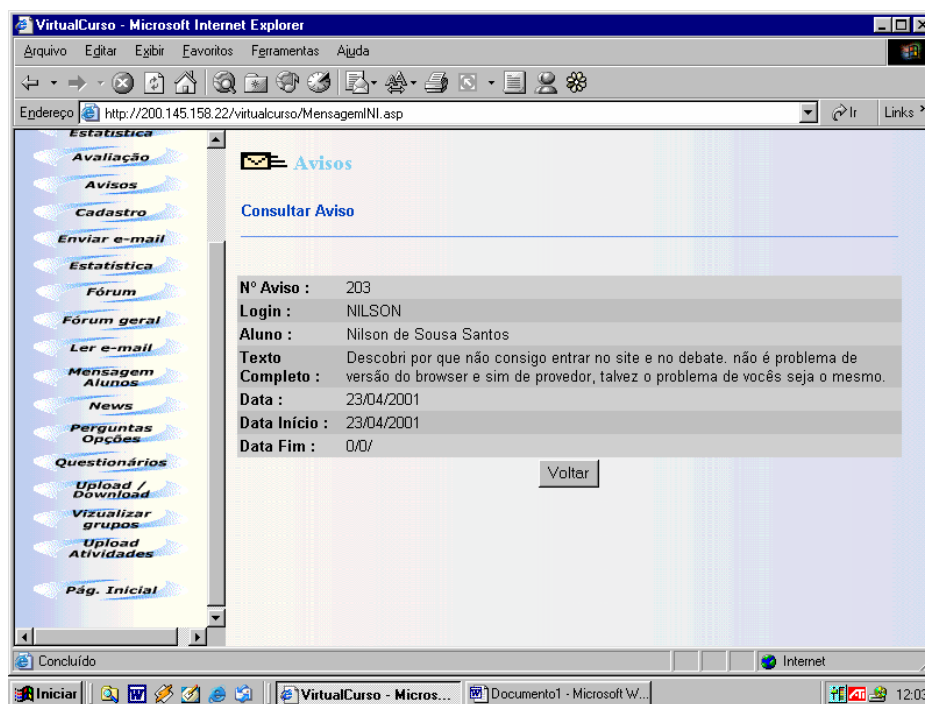 VirtualCurso - Microsoft Internet Explorer
Arquivo Editar Exibir Favoritos Ferramentas Ajuda
Endereço http://200.145.158.22/virtualcurso/MensagemINI.asp Ir Links
Estatística
Avaliação
Avisos
Cadastro
Enviar e-mail
Estatística
Fórum
Fórum geral
Ler e-mail
Mensagem
Alunos
News
Perguntas
Opções
Questionários
Upload /
Download
Vizualizar
grupos
Upload
Atividades
Pág. Inicial
Avisos
Consultar Aviso
Nº Aviso : 203
Login : NILSON
Aluno : Nilson de Sousa Santos
Texto Descobri por que não consigo entrar no site e no debate. não é problema de
Completo : versão do browser e sim de provedor, talvez o problema de vocês seja o mesmo.
Data : 23/04/2001
Data Início : 23/04/2001
Data Fim : 0/0/
Voltar
Concluído Internet
Iniciar VirtualCurso - Micros... Documento1 - Microsoft W... 12:03